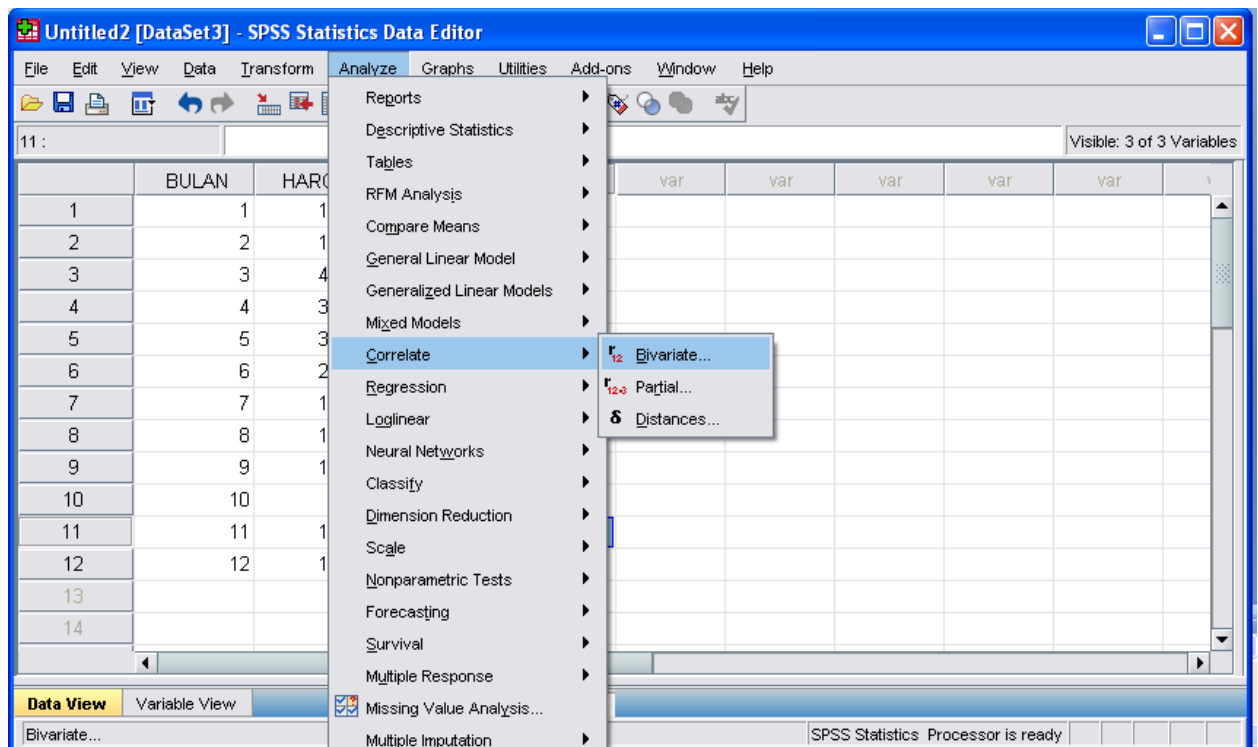 Untitled2 [DataSet3] - SPSS Statistics Data Editor
File Edit View Data Transform Analyze Graphs Utilities Add-ons Window Help
11 :
Visible: 3 of 3 Variables
BULAN var var var var var
1 1
2 2
3 3
4 4
5 5
6 6
7 7
8 8
9 9
10 10
11 11
12 12
13
14
Reports
Descriptive Statistics
Tables
RFM Analysis
Compare Means
General Linear Model
Generalized Linear Models
Mixed Models
Correlate
Regression
Loglinear
Neural Networks
Classify
Dimension Reduction
Scale
Nonparametric Tests
Forecasting
Survival
Multiple Response
Missing Value Analysis...
Multiple Imputation
r12 Bivariate...
r12•3 Partial...
δ Distances...
Data View Variable View
Bivariate...
SPSS Statistics Processor is ready